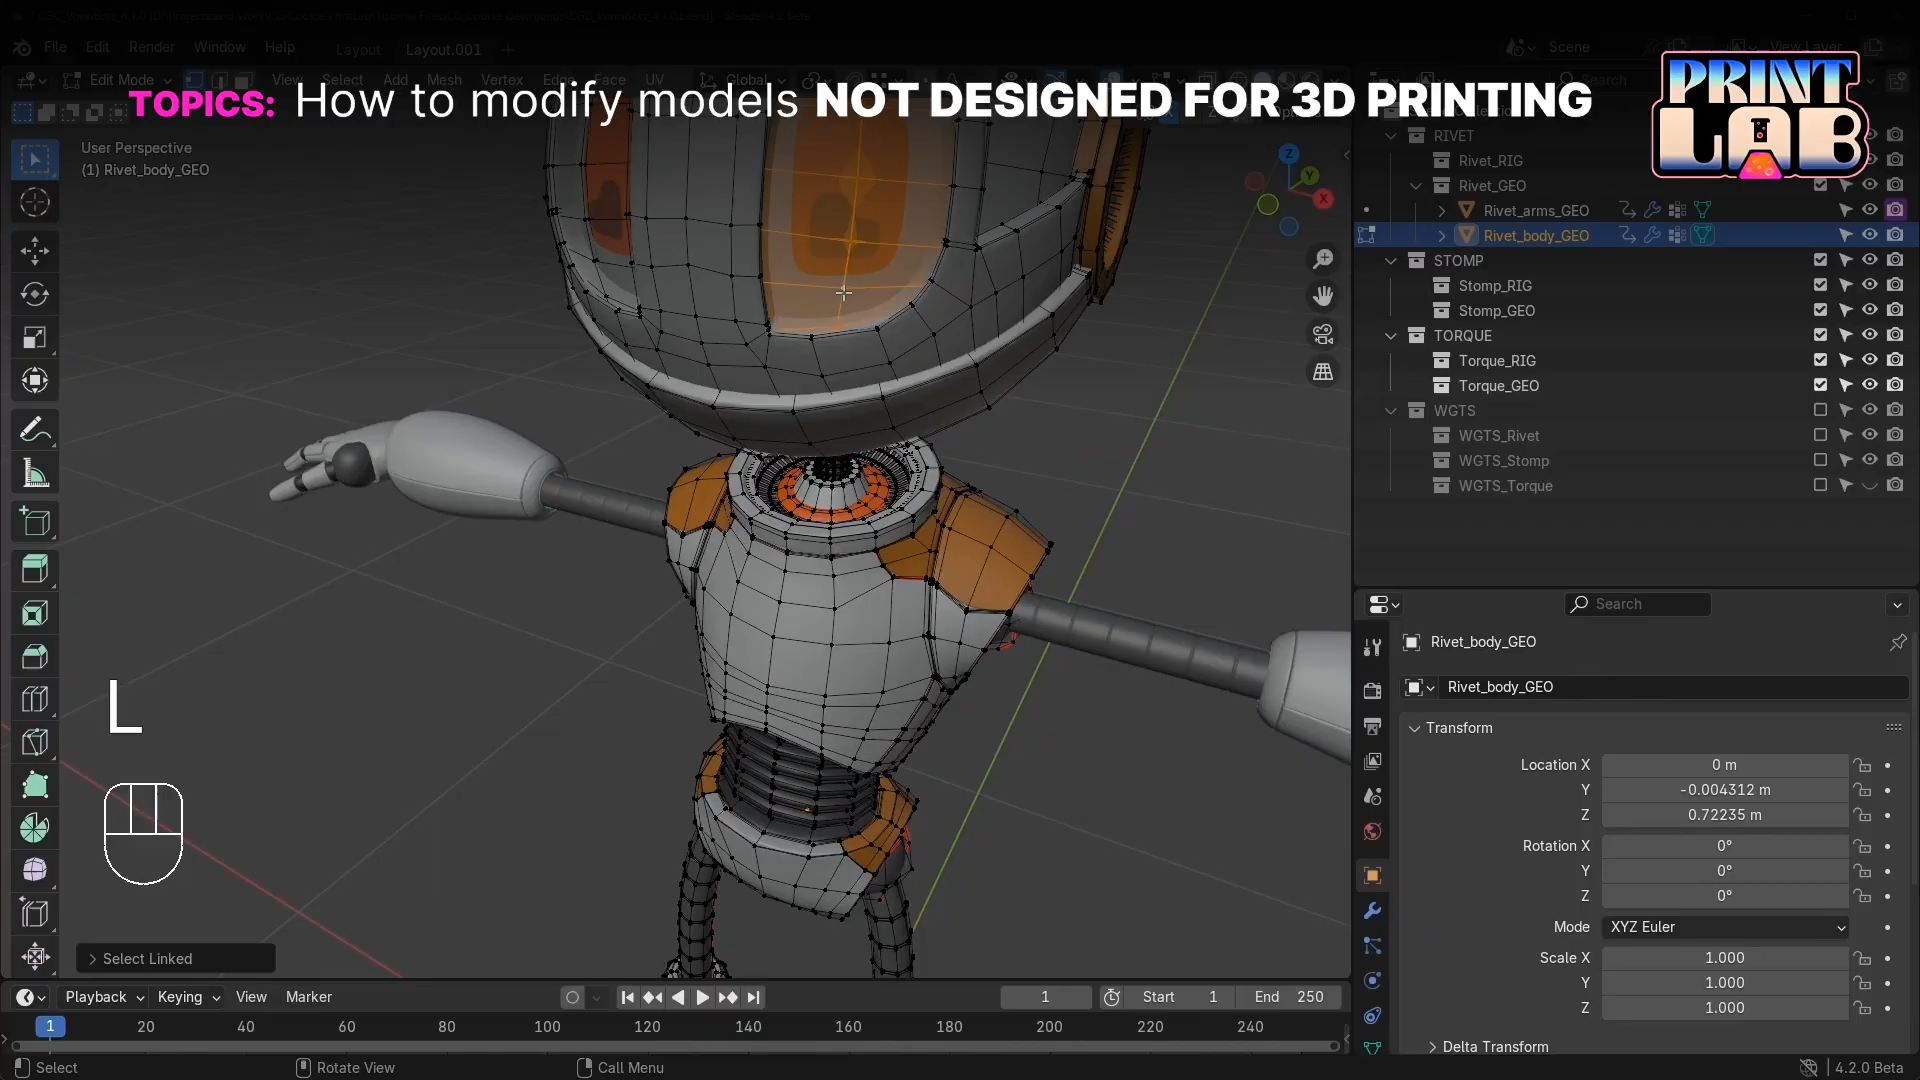 File Edit Render Window Help Layout Layout.001 + Scene View Layer
Edit Mode View Select Add Mesh Vertex Edge Face UV Global Search
TOPICS: How to modify models NOT DESIGNED FOR 3D PRINTING
PRINT
LAB
User Perspective
(1) Rivet_body_GEO
Z
Y
X
RIVET
Rivet_RIG
Rivet_GEO
Rivet_arms_GEO
Rivet_body_GEO
STOMP
Stomp_RIG
Stomp_GEO
TORQUE
Torque_RIG
Torque_GEO
WGTS
WGTS_Rivet
WGTS_Stomp
WGTS_Torque
L
Select Linked
Search
Rivet_body_GEO
Rivet_body_GEO
Transform
Location X 0 m
Y -0.004312 m
Z 0.72235 m
Rotation X 0°
Y 0°
Z 0°
Mode XYZ Euler
Scale X 1.000
Y 1.000
Z 1.000
Delta Transform
Playback Keying View Marker 1 Start 1 End 250
1 20 40 60 80 100 120 140 160 180 200 220 240
Select Rotate View Call Menu 4.2.0 Beta